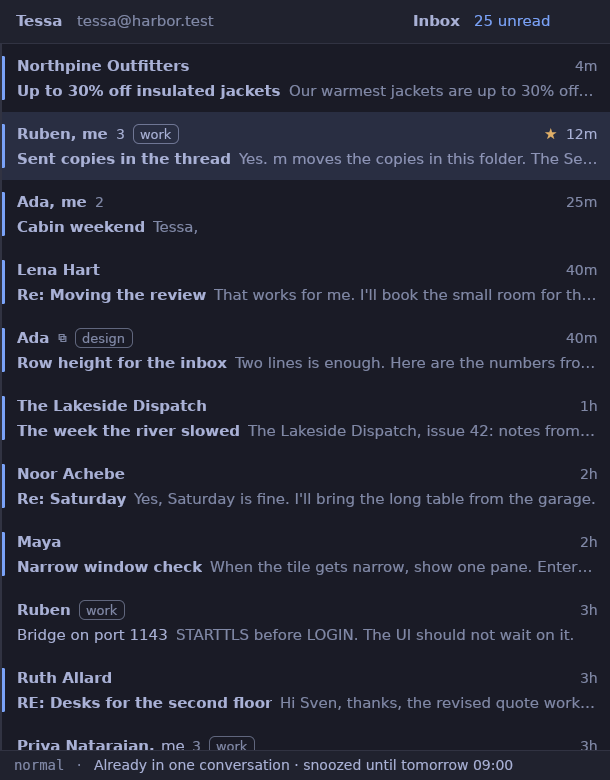 Tessa tessa@harbor.test Inbox 25 unread
Northpine Outfitters 4m
Up to 30% off insulated jackets Our warmest jackets are up to 30% off…
Ruben, me 3 work ★ 12m
Sent copies in the thread Yes. m moves the copies in this folder. The Se…
Ada, me 2 25m
Cabin weekend Tessa,
Lena Hart 40m
Re: Moving the review That works for me. I'll book the small room for th…
Ada design 40m
Row height for the inbox Two lines is enough. Here are the numbers fro…
The Lakeside Dispatch 1h
The week the river slowed The Lakeside Dispatch, issue 42: notes from…
Noor Achebe 2h
Re: Saturday Yes, Saturday is fine. I'll bring the long table from the garage.
Maya 2h
Narrow window check When the tile gets narrow, show one pane. Enter…
Ruben work 3h
Bridge on port 1143 STARTTLS before LOGIN. The UI should not wait on it.
Ruth Allard 3h
RE: Desks for the second floor Hi Sven, thanks, the revised quote work…
Priya Natarajan, me 3 work 3h
normal · Already in one conversation · snoozed until tomorrow 09:00